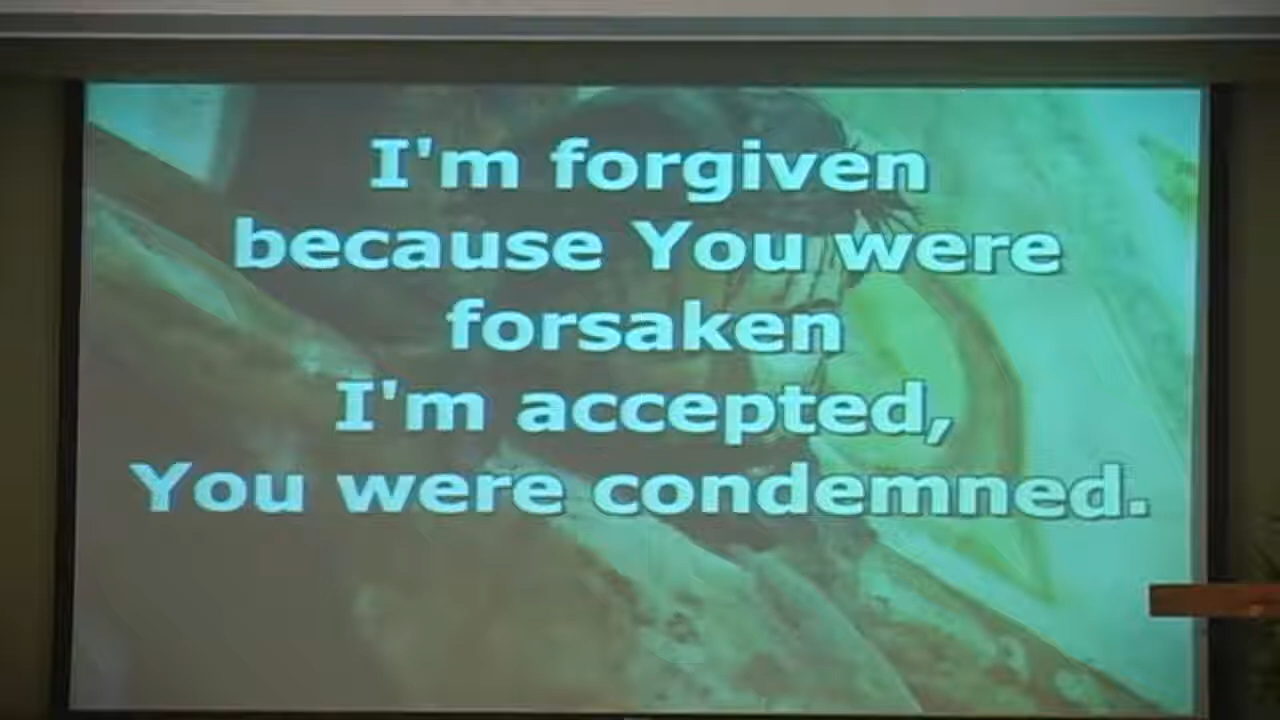 I'm forgiven
because You were
forsaken
I'm accepted,
You were condemned.